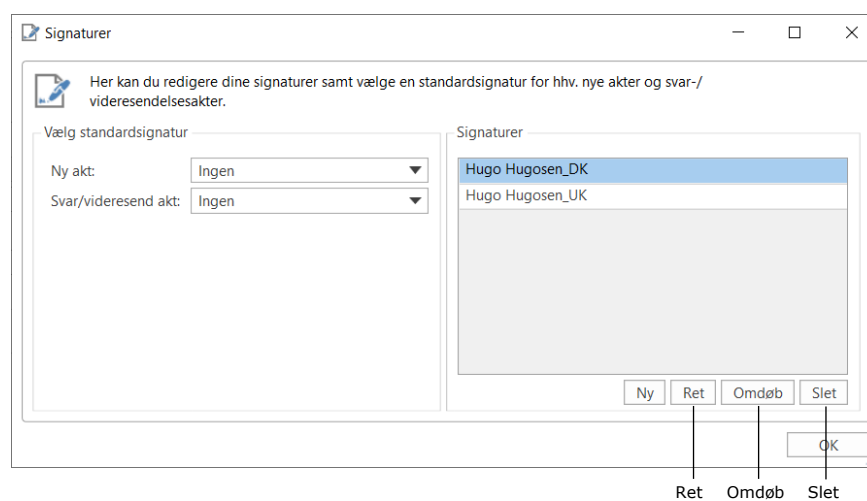 Signaturer
Her kan du redigere dine signaturer samt vælge en standardsignatur for hhv. nye akter og svar-/
videresendelsesakter.
Vælg standardsignatur
Ny akt:
Ingen
Svar/videresend akt:
Ingen
Signaturer
Hugo Hugosen_DK
Hugo Hugosen_UK
Ny
Ret
Omdøb
Slet
OK
Ret
Omdøb
Slet